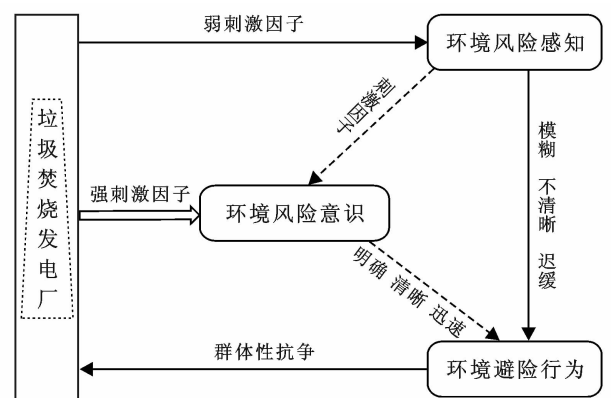 弱刺激因子
环境风险感知
刺激因子
垃圾焚烧发电厂
模糊 不清晰 迟缓
强刺激因子
环境风险意识
明确 清晰 迅速
群体性抗争
环境避险行为